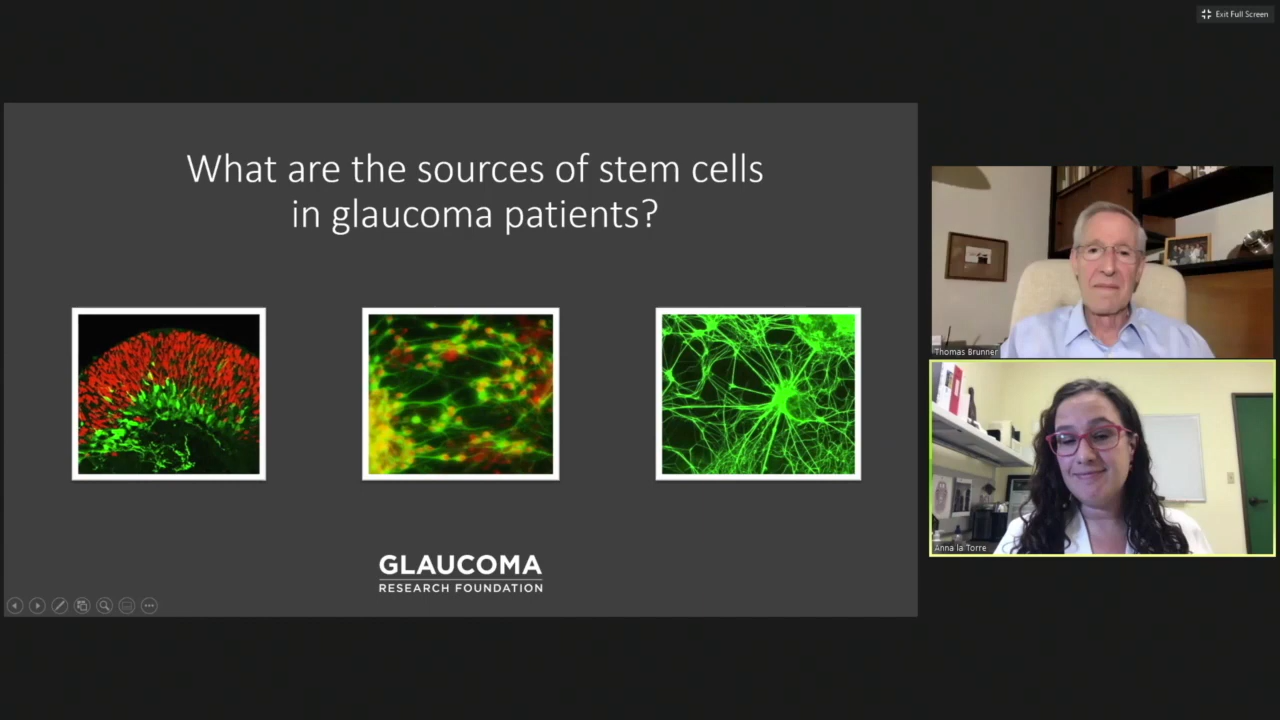 Exit Full Screen
What are the sources of stem cells
in glaucoma patients?
GLAUCOMA
RESEARCH FOUNDATION
Thomas Brunner
Anna la Torre